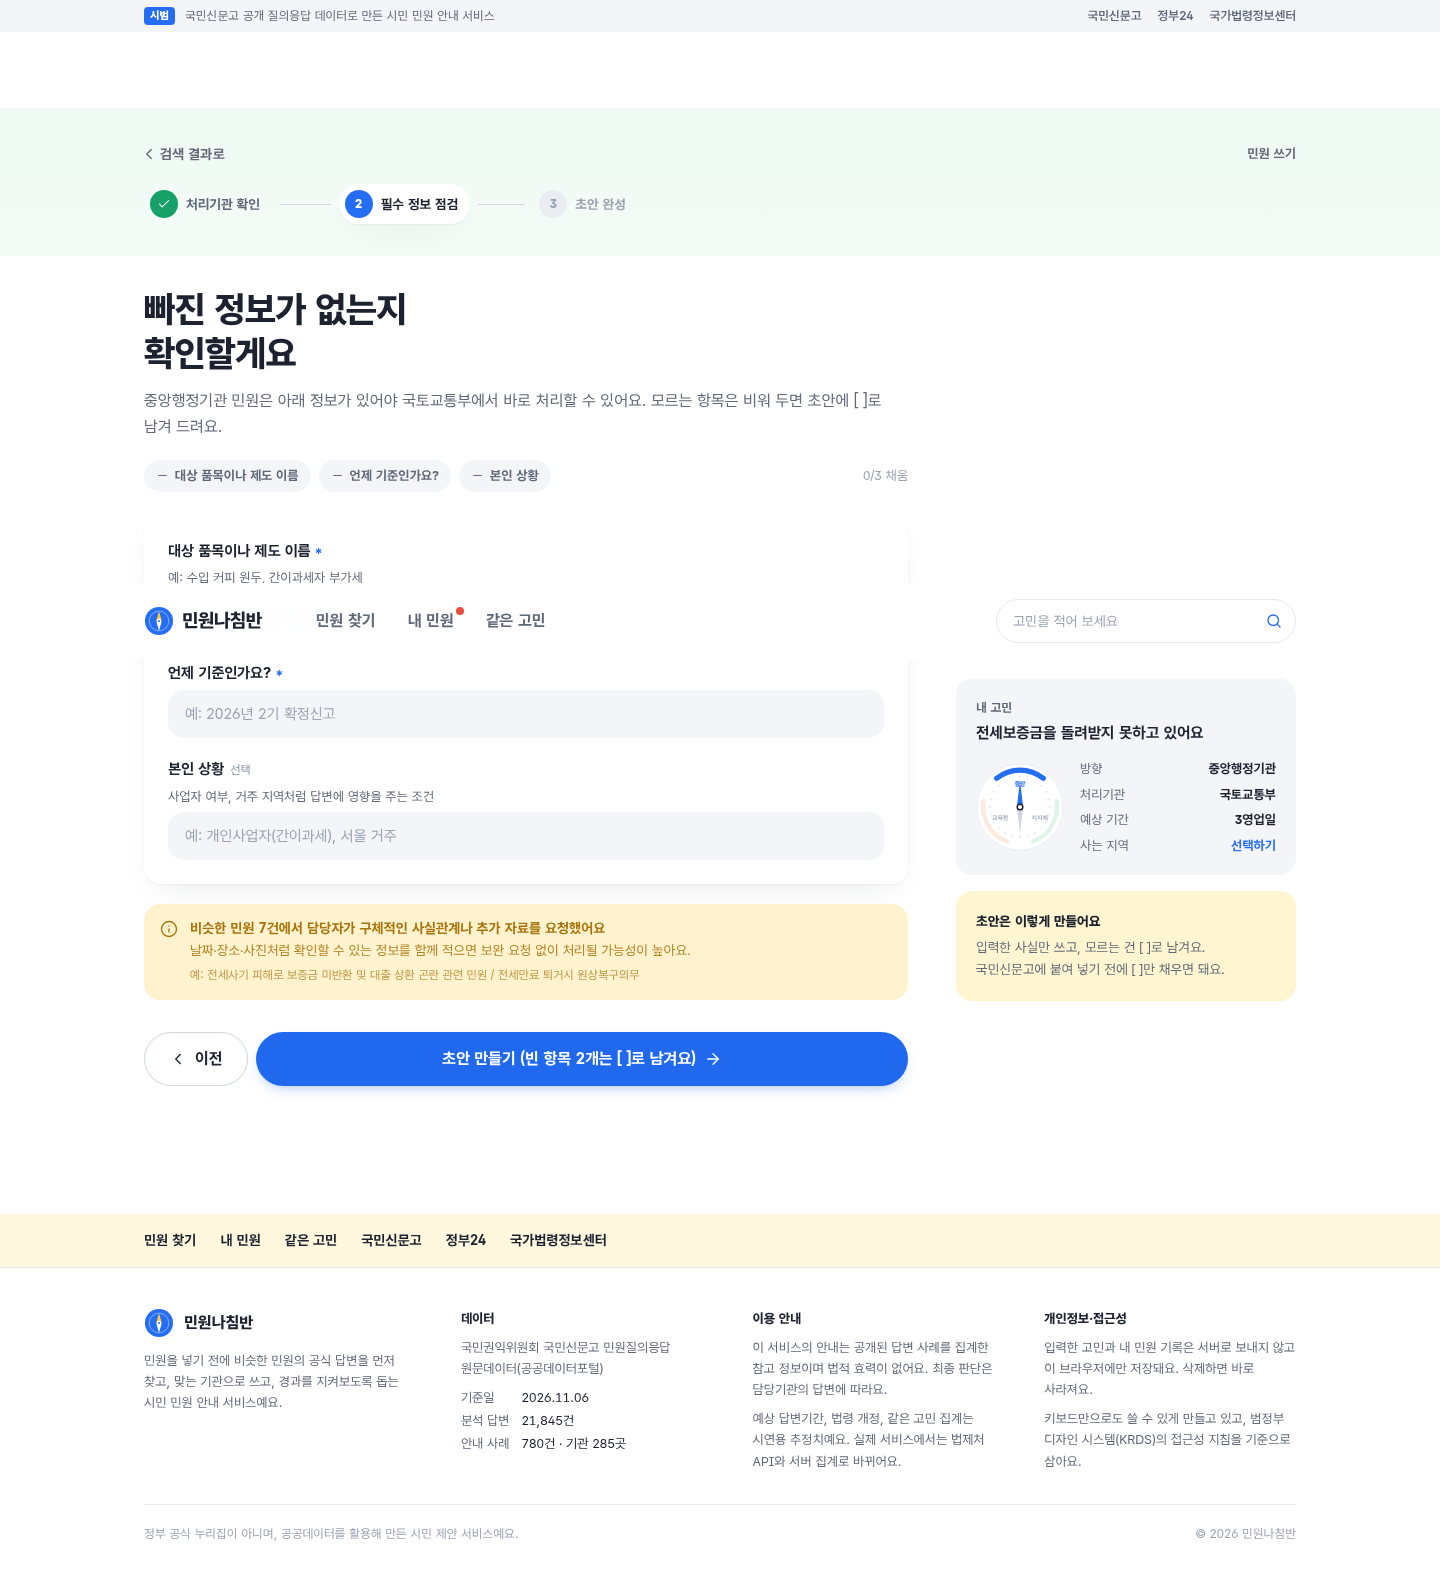 시범 국민신문고 공개 질의응답 데이터로 만든 시민 민원 안내 서비스
국민신문고 정부24 국가법령정보센터
검색 결과로
민원 쓰기
처리기관 확인
2 필수 정보 점검
3 초안 완성
빠진 정보가 없는지
확인할게요
중앙행정기관 민원은 아래 정보가 있어야 국토교통부에서 바로 처리할 수 있어요. 모르는 항목은 비워 두면 초안에 [ ]로
남겨 드려요.
대상 품목이나 제도 이름
언제 기준인가요?
본인 상황
0/3 채움
대상 품목이나 제도 이름 *
예: 수입 커피 원두, 간이과세자 부가세
민원나침반
민원 찾기 내 민원 같은 고민
고민을 적어 보세요
언제 기준인가요? *
예: 2026년 2기 확정신고
본인 상황 선택
사업자 여부, 거주 지역처럼 답변에 영향을 주는 조건
예: 개인사업자(간이과세), 서울 거주
비슷한 민원 7건에서 담당자가 구체적인 사실관계나 추가 자료를 요청했어요
날짜·장소·사진처럼 확인할 수 있는 정보를 함께 적으면 보완 요청 없이 처리될 가능성이 높아요.
예: 전세사기 피해로 보증금 미반환 및 대출 상환 곤란 관련 민원 / 전세만료 퇴거시 원상복구의무
이전
초안 만들기 (빈 항목 2개는 [ ]로 남겨요)
내 고민
전세보증금을 돌려받지 못하고 있어요
교육청 지자체
방향 중앙행정기관
처리기관 국토교통부
예상 기간 3영업일
사는 지역 선택하기
초안은 이렇게 만들어요
입력한 사실만 쓰고, 모르는 건 [ ]로 남겨요.
국민신문고에 붙여 넣기 전에 [ ]만 채우면 돼요.
민원 찾기 내 민원 같은 고민 국민신문고 정부24 국가법령정보센터
민원나침반
민원을 넣기 전에 비슷한 민원의 공식 답변을 먼저
찾고, 맞는 기관으로 쓰고, 경과를 지켜보도록 돕는
시민 민원 안내 서비스예요.
데이터
국민권익위원회 국민신문고 민원질의응답
원문데이터(공공데이터포털)
기준일 2026.11.06
분석 답변 21,845건
안내 사례 780건 · 기관 285곳
이용 안내
이 서비스의 안내는 공개된 답변 사례를 집계한
참고 정보이며 법적 효력이 없어요. 최종 판단은
담당기관의 답변에 따라요.
예상 답변기간, 법령 개정, 같은 고민 집계는
시연용 추정치예요. 실제 서비스에서는 법제처
API와 서버 집계로 바뀌어요.
개인정보·접근성
입력한 고민과 내 민원 기록은 서버로 보내지 않고
이 브라우저에만 저장돼요. 삭제하면 바로
사라져요.
키보드만으로도 쓸 수 있게 만들고 있고, 범정부
디자인 시스템(KRDS)의 접근성 지침을 기준으로
삼아요.
정부 공식 누리집이 아니며, 공공데이터를 활용해 만든 시민 제안 서비스예요.
© 2026 민원나침반